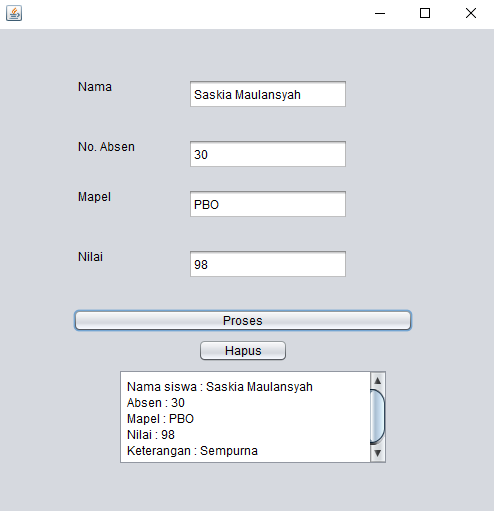 Nama
Saskia Maulansyah
No. Absen
30
Mapel
PBO
Nilai
98
Proses
Hapus
Nama siswa : Saskia Maulansyah
Absen : 30
Mapel : PBO
Nilai : 98
Keterangan : Sempurna